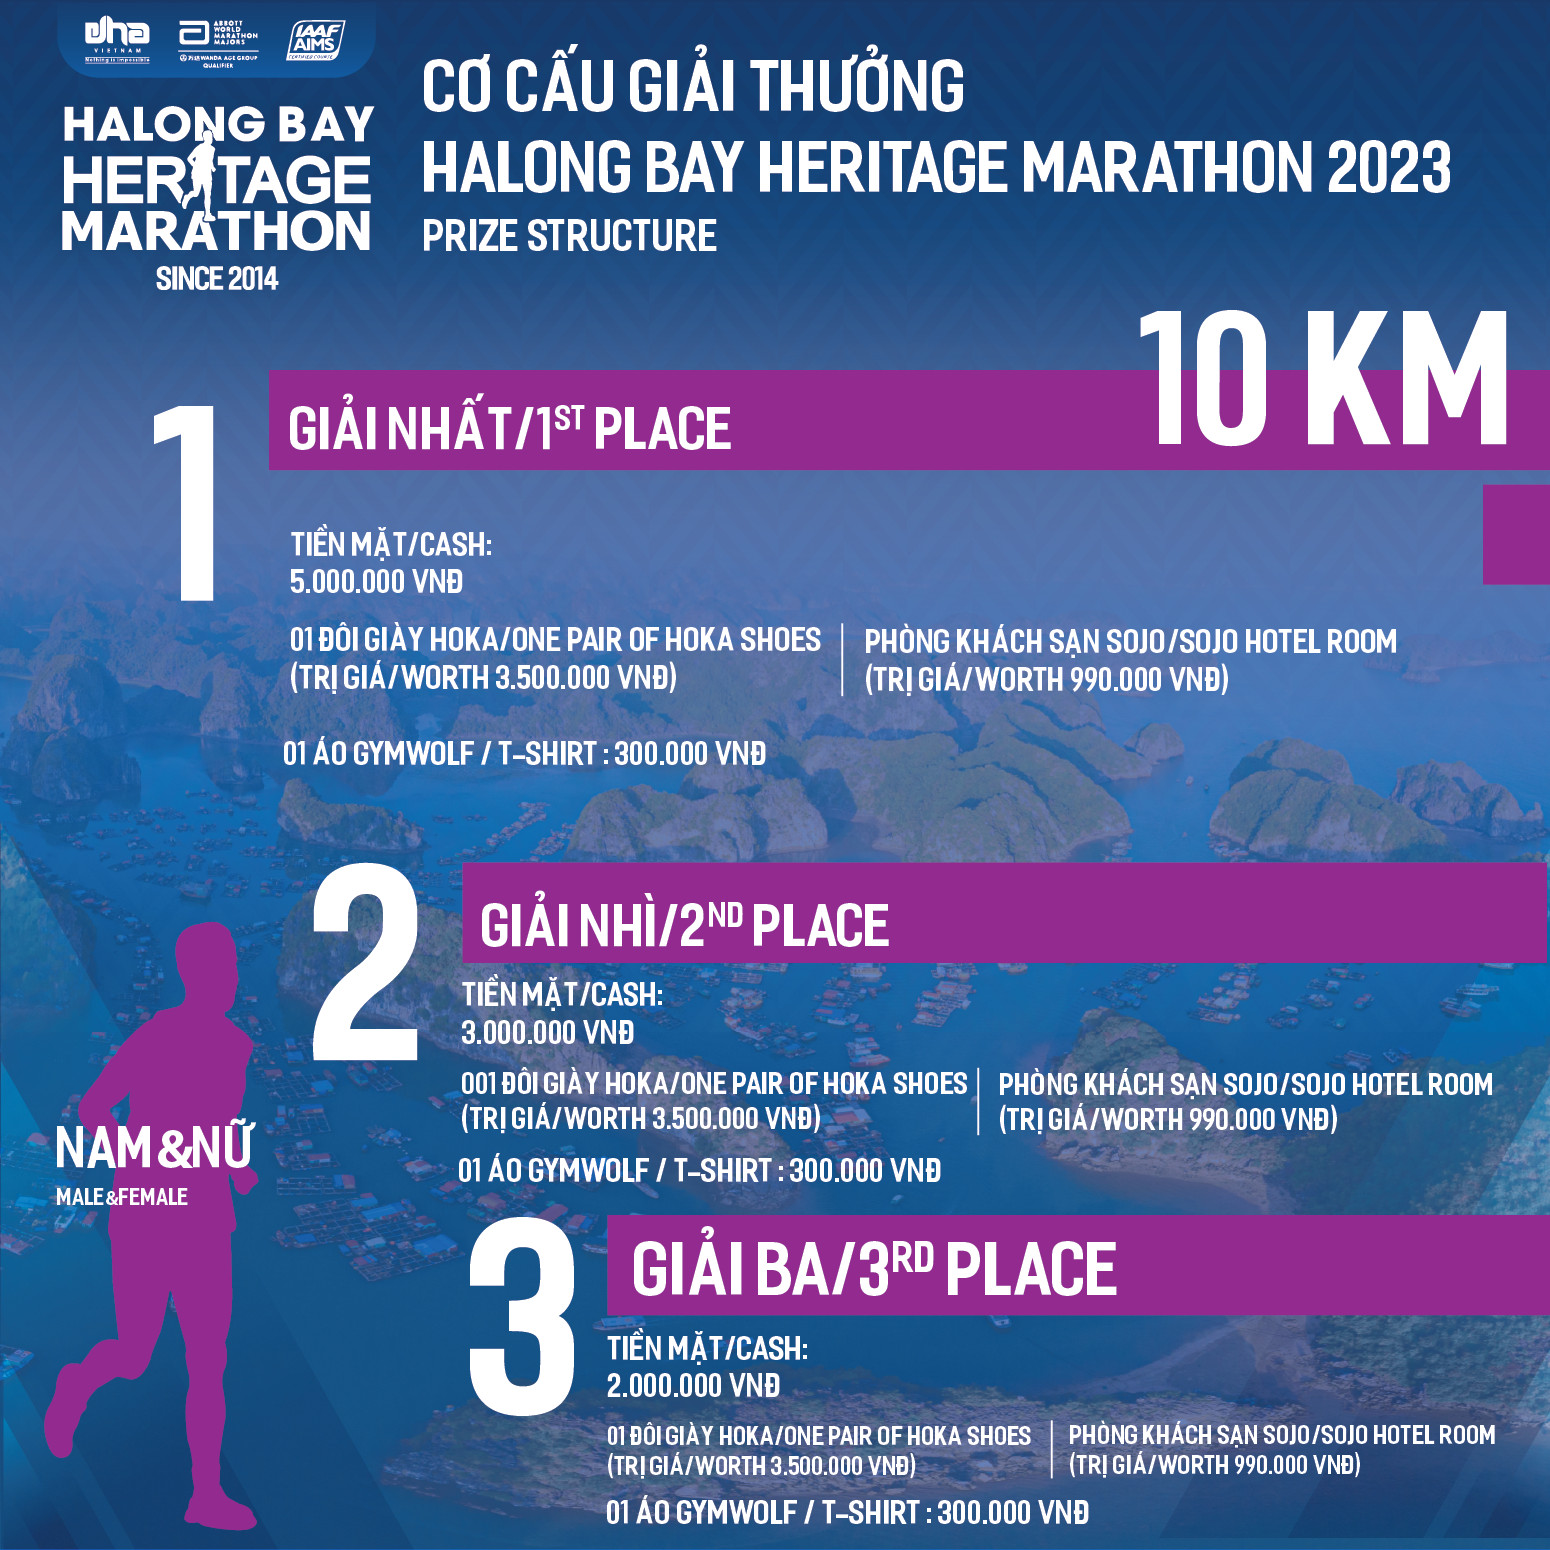 dha
VIETNAM
Nothing is impossible
ABBOTT
WORLD
MARATHON
MAJORS
万达 WANDA AGE GROUP
QUALIFIER
IAAF
AIMS
CERTIFIED COURSE
HALONG BAY
HERITAGE
MARATHON
SINCE 2014
CƠ CẤU GIẢI THƯỞNG
HALONG BAY HERITAGE MARATHON 2023
PRIZE STRUCTURE
10 KM
1
GIẢI NHẤT/1ST PLACE
TIỀN MẶT/CASH:
5.000.000 VNĐ
01 ĐÔI GIÀY HOKA/ONE PAIR OF HOKA SHOES
(TRỊ GIÁ/WORTH 3.500.000 VNĐ)
PHÒNG KHÁCH SẠN SOJO/SOJO HOTEL ROOM
(TRỊ GIÁ/WORTH 990.000 VNĐ)
01 ÁO GYMWOLF / T-SHIRT : 300.000 VNĐ
2
GIẢI NHÌ/2ND PLACE
TIỀN MẶT/CASH:
3.000.000 VNĐ
001 ĐÔI GIÀY HOKA/ONE PAIR OF HOKA SHOES
(TRỊ GIÁ/WORTH 3.500.000 VNĐ)
PHÒNG KHÁCH SẠN SOJO/SOJO HOTEL ROOM
(TRỊ GIÁ/WORTH 990.000 VNĐ)
01 ÁO GYMWOLF / T-SHIRT : 300.000 VNĐ
NAM&NỮ
MALE&FEMALE
3
GIẢI BA/3RD PLACE
TIỀN MẶT/CASH:
2.000.000 VNĐ
01 ĐÔI GIÀY HOKA/ONE PAIR OF HOKA SHOES
(TRỊ GIÁ/WORTH 3.500.000 VNĐ)
PHÒNG KHÁCH SẠN SOJO/SOJO HOTEL ROOM
(TRỊ GIÁ/WORTH 990.000 VNĐ)
01 ÁO GYMWOLF / T-SHIRT : 300.000 VNĐ